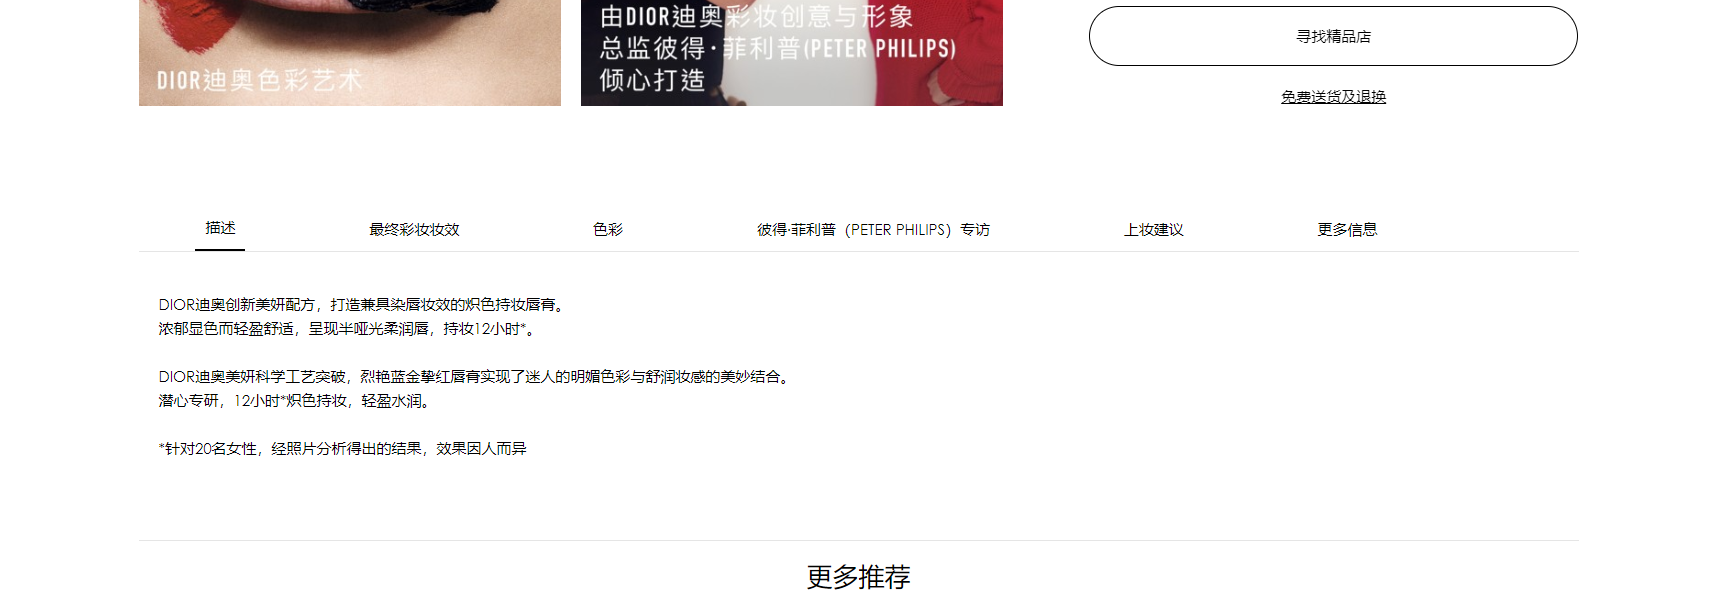 DIOR迪奥色彩艺术
由DIOR迪奥彩妆创意与形象
总监彼得·菲利普(PETER PHILIPS)
倾心打造
寻找精品店
免费送货及退换
描述
最终彩妆妆效
色彩
彼得·菲利普（PETER PHILIPS）专访
上妆建议
更多信息
DIOR迪奥创新美妍配方，打造兼具染唇妆效的炽色持妆唇膏。
浓郁显色而轻盈舒适，呈现半哑光柔润唇，持妆12小时*。
DIOR迪奥美妍科学工艺突破，烈艳蓝金挚红唇膏实现了迷人的明媚色彩与舒润妆感的美妙结合。
潜心专研，12小时*炽色持妆，轻盈水润。
*针对20名女性，经照片分析得出的结果，效果因人而异
更多推荐